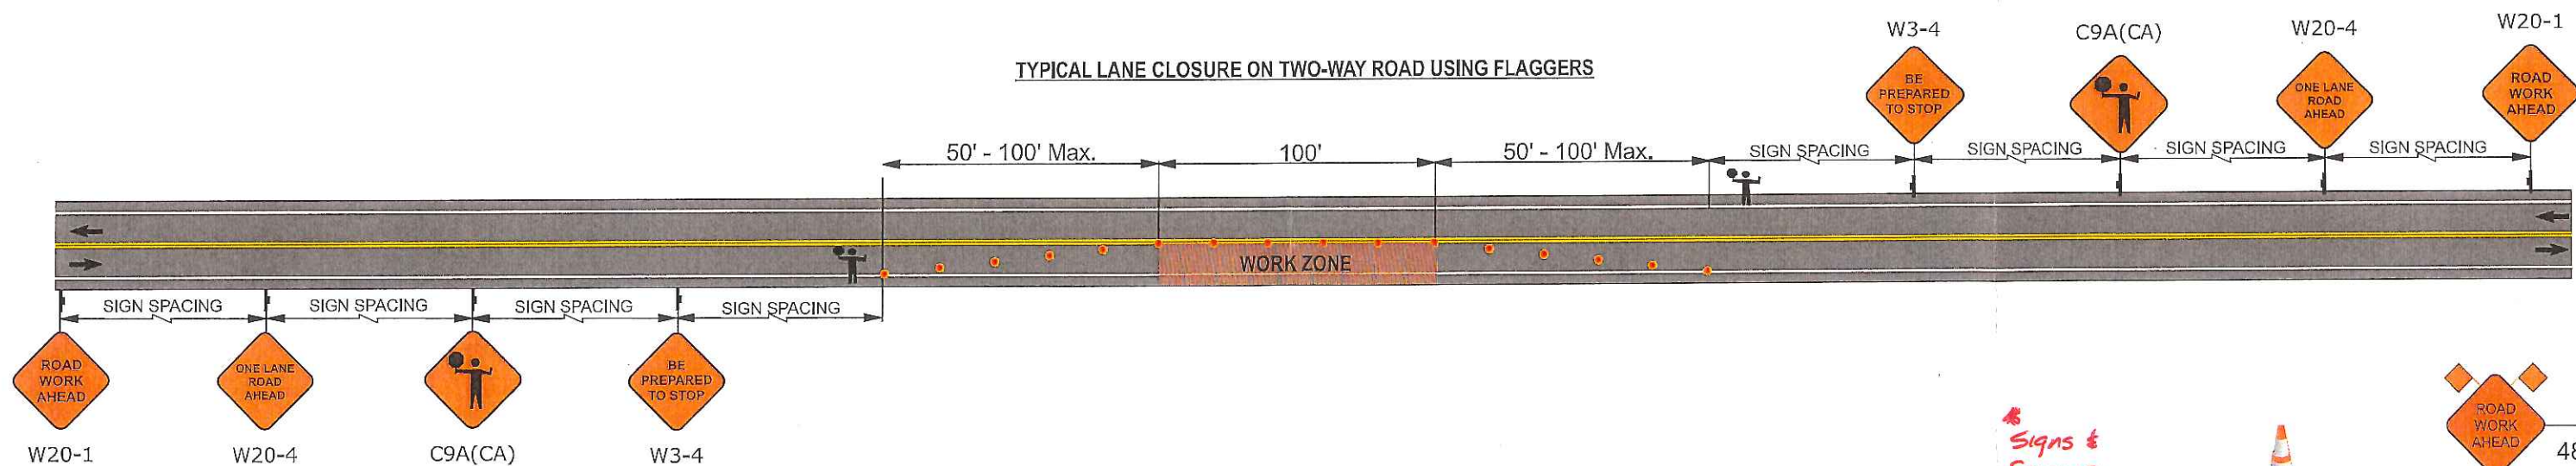 W3-4
C9A(CA)
W20-4
W20-1
TYPICAL LANE CLOSURE ON TWO-WAY ROAD USING FLAGGERS
BE
PREPARED
TO STOP
ONE LANE
ROAD
AHEAD
ROAD
WORK
AHEAD
50' - 100' Max.
100'
50' - 100' Max.
SIGN SPACING
SIGN SPACING
SIGN SPACING
SIGN SPACING
WORK ZONE
SIGN SPACING
SIGN SPACING
SIGN SPACING
SIGN SPACING
ROAD
WORK
AHEAD
ONE LANE
ROAD
AHEAD
BE
PREPARED
TO STOP
W20-1
W20-4
C9A(CA)
W3-4
Signs &
ROAD
WORK
AHEAD
48